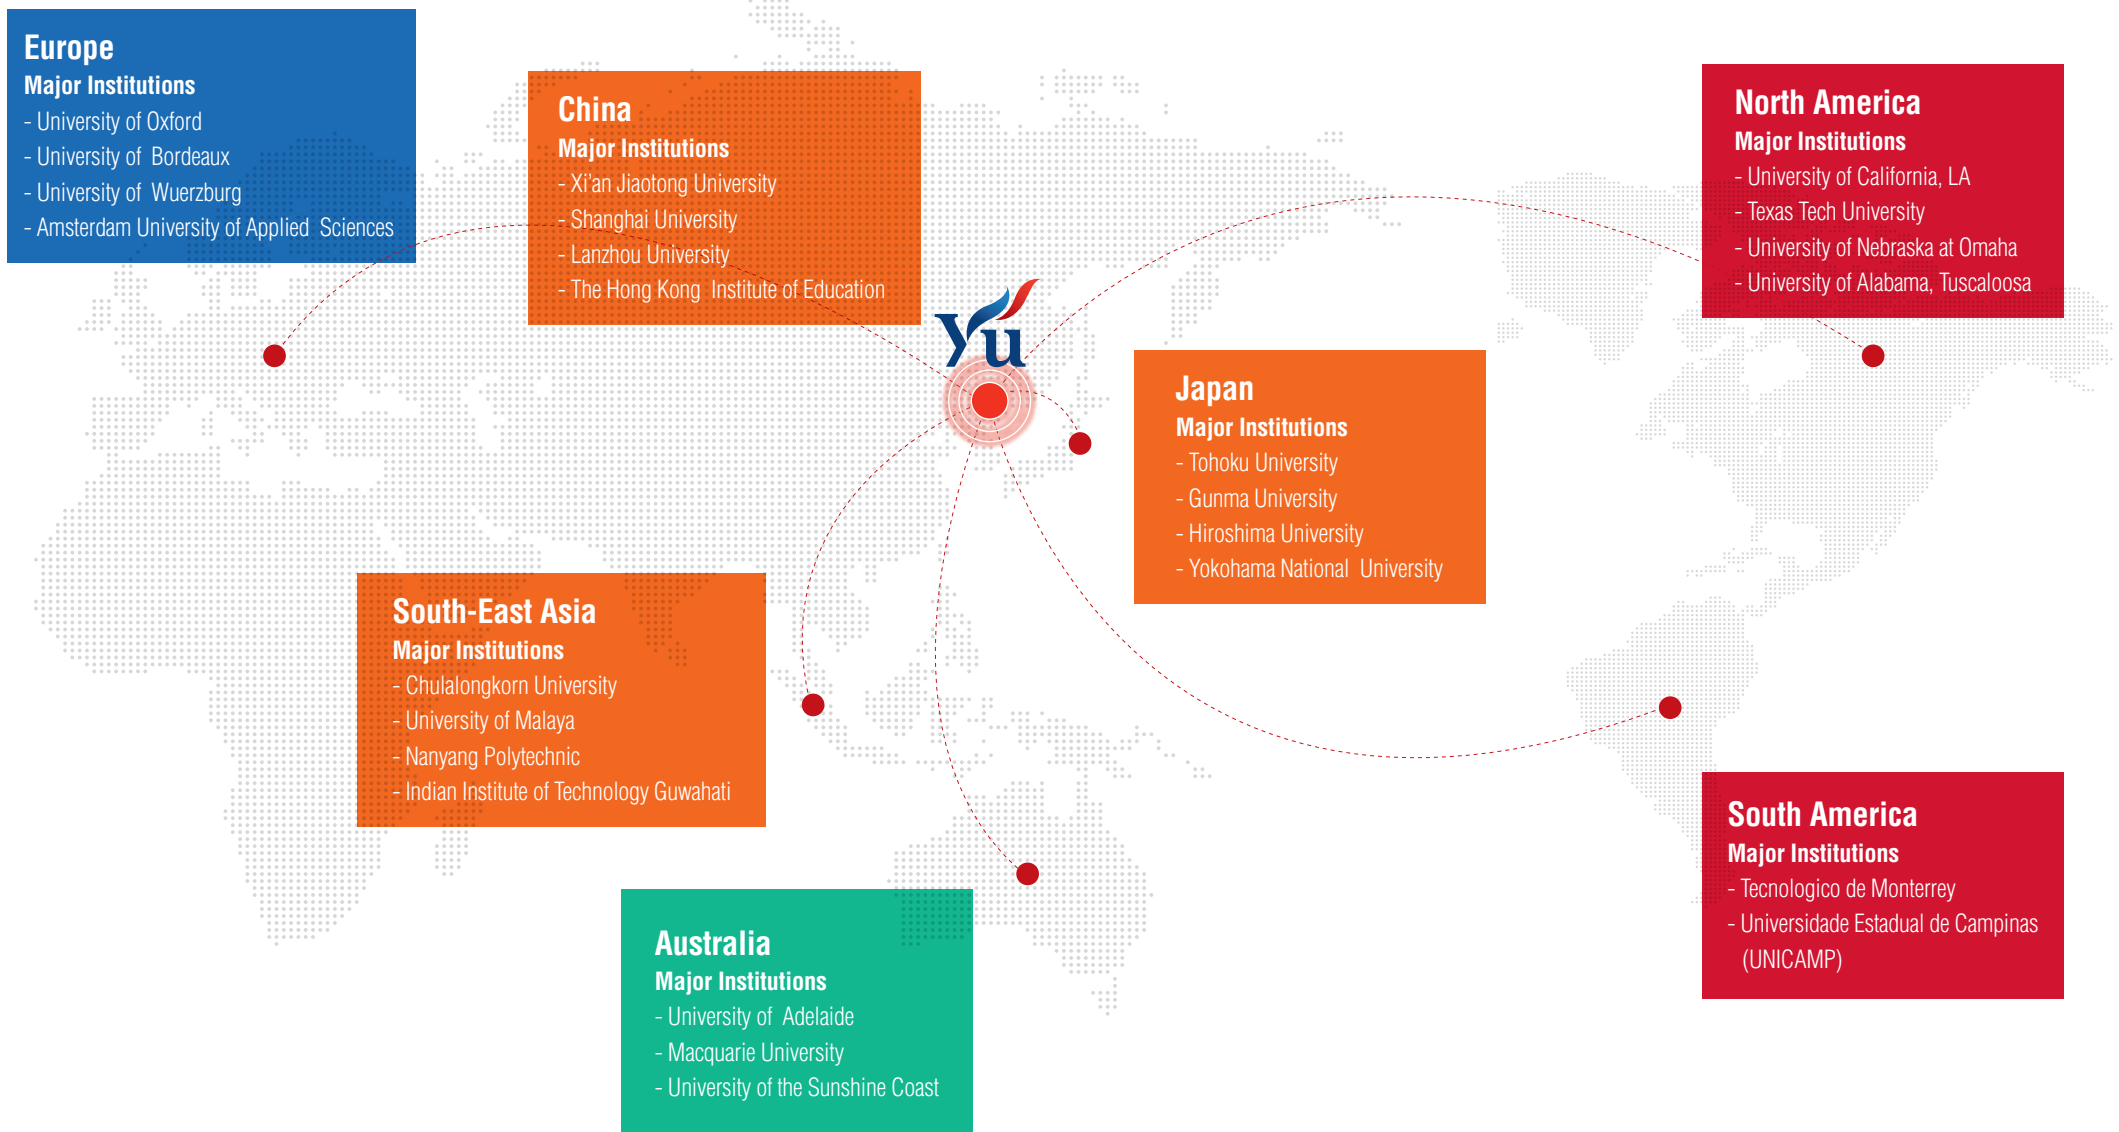 Europe
Major Institutions
- University of Oxford
- University of Bordeaux
- University of Wuerzburg
- Amsterdam University of Applied Sciences
China
Major Institutions
- Xi'an Jiaotong University
- Shanghai University
- Lanzhou University
- The Hong Kong Institute of Education
North America
Major Institutions
- University of California, LA
- Texas Tech University
- University of Nebraska at Omaha
- University of Alabama, Tuscaloosa
Yu
Japan
Major Institutions
- Tohoku University
- Gunma University
- Hiroshima University
- Yokohama National University
South-East Asia
Major Institutions
- Chulalongkorn University
- University of Malaya
- Nanyang Polytechnic
- Indian Institute of Technology Guwahati
South America
Major Institutions
- Tecnologico de Monterrey
- Universidade Estadual de Campinas
(UNICAMP)
Australia
Major Institutions
- University of Adelaide
- Macquarie University
- University of the Sunshine Coast